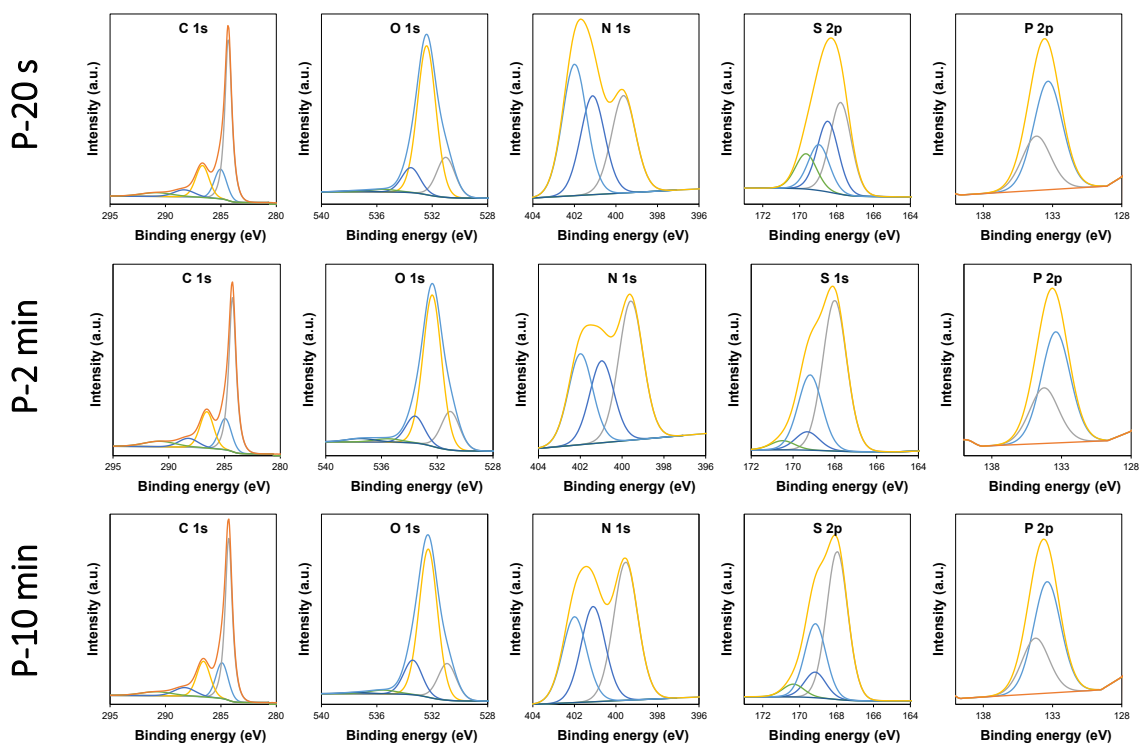 P-20 s
C 1s
O 1s
N 1s
S 2p
P 2p
Intensity (a.u.)
Intensity (a.u.)
Intensity (a.u.)
Intensity (a.u.)
Intensity (a.u.)
295 290 285 280
540 536 532 528
404 402 400 398 396
172 170 168 166 164
138 133 128
Binding energy (eV)
Binding energy (eV)
Binding energy (eV)
Binding energy (eV)
Binding energy (eV)
P-2 min
C 1s
O 1s
N 1s
S 1s
P 2p
Intensity (a.u.)
Intensity (a.u.)
Intensity (a.u.)
Intensity (a.u.)
Intensity (a.u.)
295 290 285 280
540 536 532 528
404 402 400 398 396
172 170 168 166 164
138 133 128
Binding energy (eV)
Binding energy (eV)
Binding energy (eV)
Binding energy (eV)
Binding energy (eV)
P-10 min
C 1s
O 1s
N 1s
S 2p
P 2p
Intensity (a.u.)
Intensity (a.u.)
Intensity (a.u.)
Intensity (a.u.)
Intensity (a.u.)
295 290 285 280
540 536 532 528
404 402 400 398 396
172 170 168 166 164
138 133 128
Binding energy (eV)
Binding energy (eV)
Binding energy (eV)
Binding energy (eV)
Binding energy (eV)